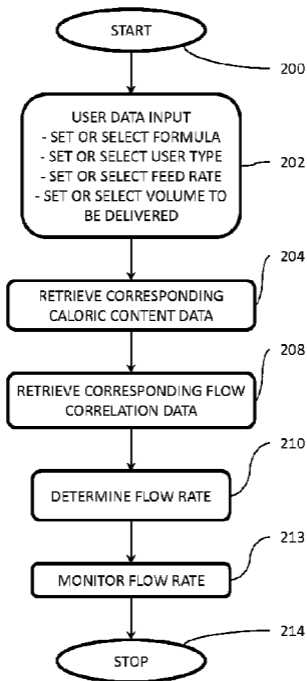 START
200
USER DATA INPUT
- SET OR SELECT FORMULA
- SET OR SELECT USER TYPE
- SET OR SELECT FEED RATE
- SET OR SELECT VOLUME TO
BE DELIVERED
202
204
RETRIEVE CORRESPONDING
CALORIC CONTENT DATA
208
RETRIEVE CORRESPONDING FLOW
CORRELATION DATA
210
DETERMINE FLOW RATE
213
MONITOR FLOW RATE
214
STOP